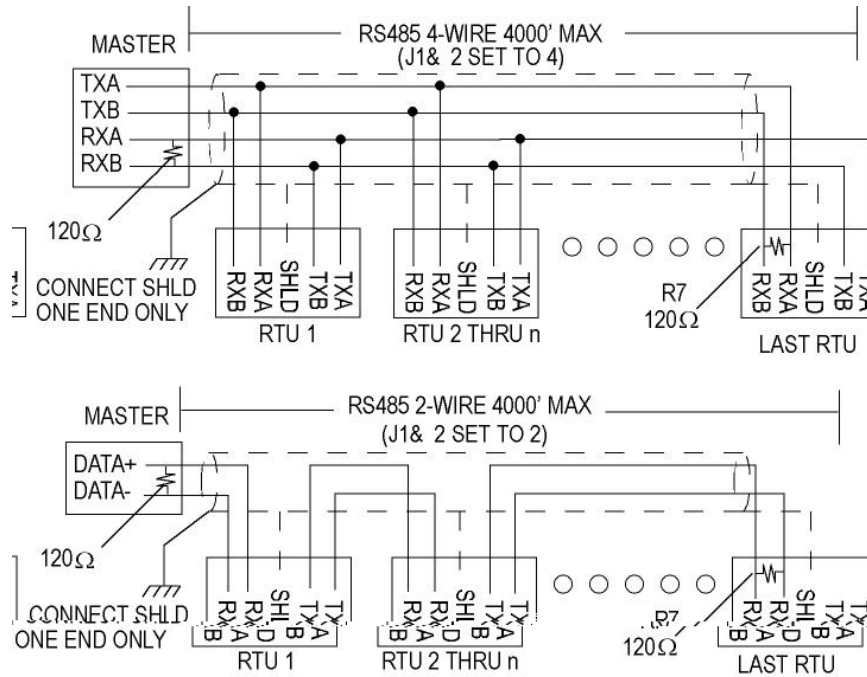 RS485 4-WIRE 4000' MAX
(J1& 2 SET TO 4)
MASTER
TXA
TXB
RXA
RXB
120Ω
CONNECT SHLD
ONE END ONLY
RXB RXA SHLD TXB TXA
RTU 1
RXB RXA SHLD TXB TXA
RTU 2 THRU n
R7
120Ω
RXB RXA SHLD TXB
LAST RTU
RS485 2-WIRE 4000' MAX
(J1& 2 SET TO 2)
MASTER
DATA+
DATA-
120Ω
CONNECT SHLD
ONE END ONLY
RTU 1
RTU 2 THRU n
120Ω
LAST RTU